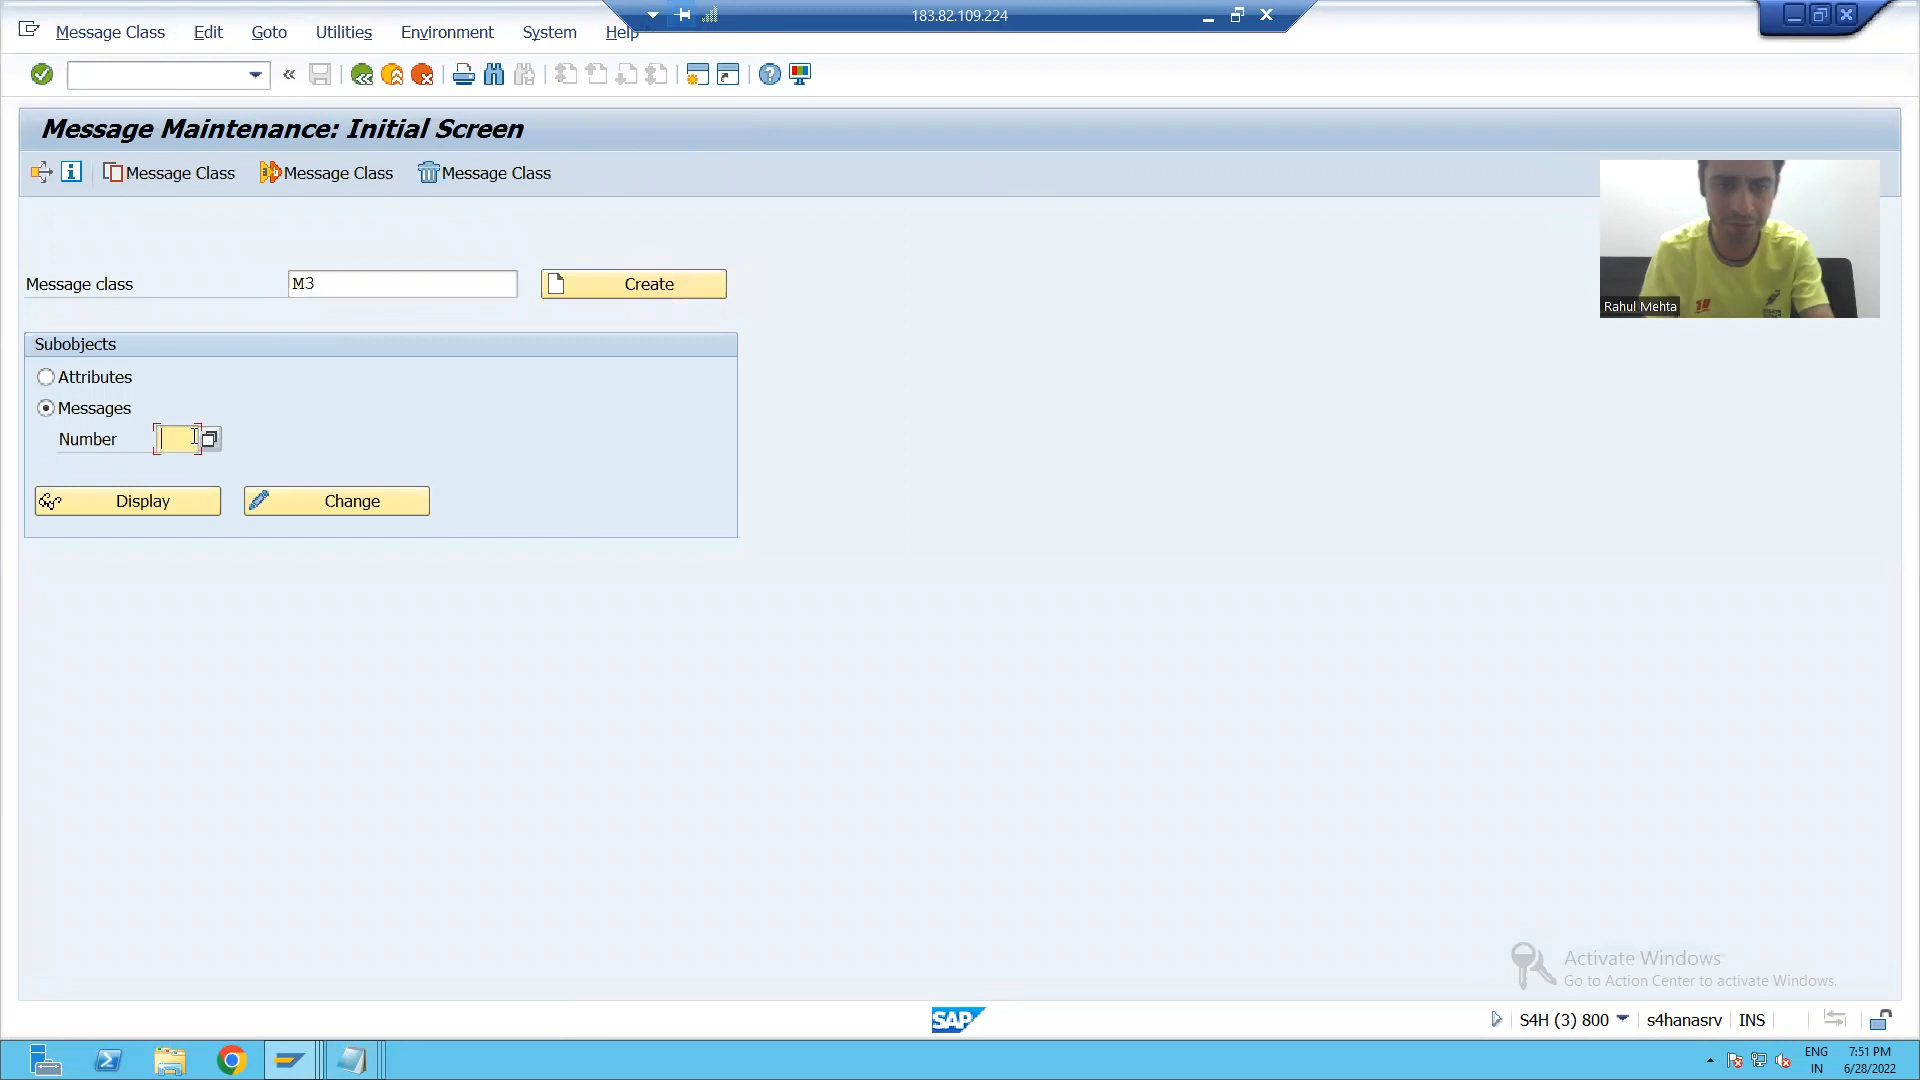 183.82.109.224
Message Class Edit Goto Utilities Environment System Help
Message Maintenance: Initial Screen
Message Class Message Class Message Class
Message class M3 Create
Rahul Mehta
Subobjects
Attributes
Messages
Number
Display Change
Activate Windows
Go to Action Center to activate Windows.
SAP S4H (3) 800 s4hanasrv INS
ENG 7:51 PM
IN 6/28/2022